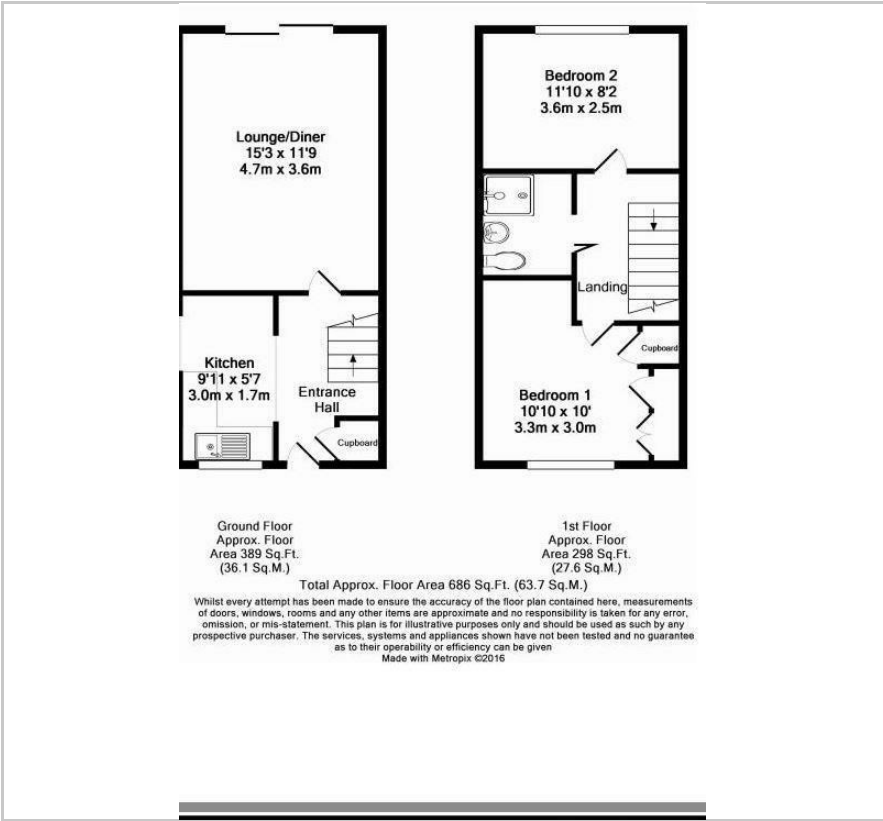 Lounge/Diner
15'3 x 11'9
4.7m x 3.6m
Kitchen
9'11 x 5'7
3.0m x 1.7m
Entrance
Hall
Cupboard
Bedroom 2
11'10 x 8'2
3.6m x 2.5m
Landing
Cupboard
Bedroom 1
10'10 x 10'
3.3m x 3.0m
Ground Floor
Approx. Floor
Area 389 Sq.Ft.
(36.1 Sq.M.)
1st Floor
Approx. Floor
Area 298 Sq.Ft.
(27.6 Sq.M.)
Total Approx. Floor Area 686 Sq.Ft. (63.7 Sq.M.)
Whilst every attempt has been made to ensure the accuracy of the floor plan contained here, measurements
of doors, windows, rooms and any other items are approximate and no responsibility is taken for any error,
omission, or mis-statement. This plan is for illustrative purposes only and should be used as such by any
prospective purchaser. The services, systems and appliances shown have not been tested and no guarantee
as to their operability or efficiency can be given
Made with Metropix ©2016